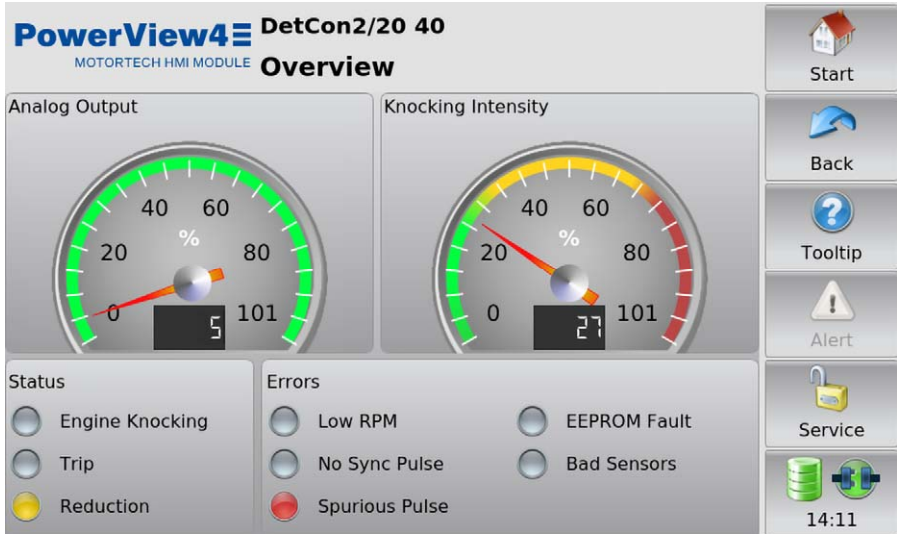 PowerView4
MOTORTECH HMI MODULE
DetCon2/20 40
Overview
Start
Back
Tooltip
Alert
Service
14:11
Analog Output
0
20
40
60
80
101
%
5
Knocking Intensity
0
20
40
60
80
101
%
27
Status
Engine Knocking
Trip
Reduction
Errors
Low RPM
No Sync Pulse
Spurious Pulse
EEPROM Fault
Bad Sensors